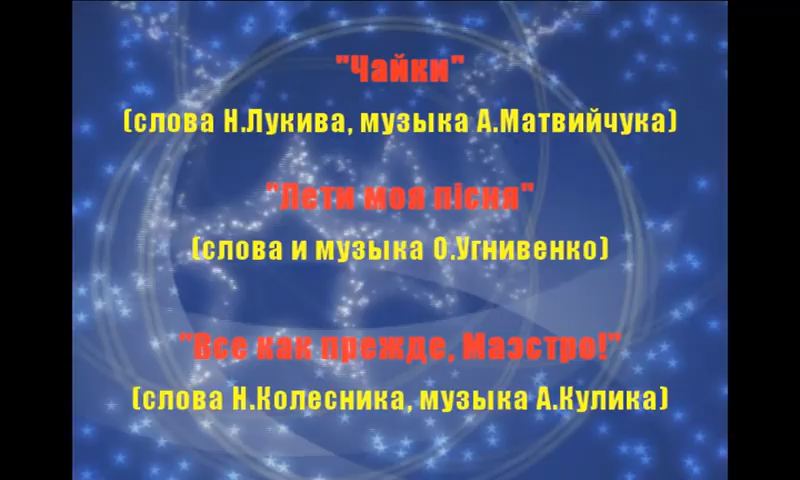 "Чайки"
(слова Н.Лукива, музыка А.Матвийчука)
"Лети моя пісня"
(слова и музыка О.Угнивенко)
"Все как прежде, Маэстро!"
(слова Н.Колесника, музыка А.Кулика)